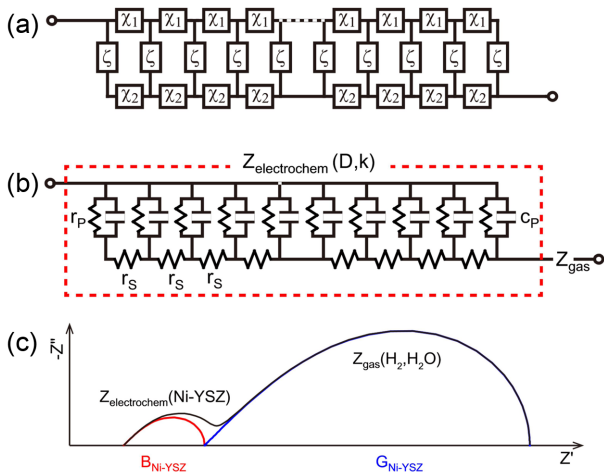 (a)
χ1 χ1 χ1 χ1 χ1 χ1 χ1 χ1
ζ ζ ζ ζ ζ ζ ζ ζ ζ ζ
χ2 χ2 χ2 χ2 χ2 χ2 χ2 χ2
(b)
Zelectrochem (D,k)
rP
cP
rS rS rS
Zgas
(c)
-Z"
Zelectrochem(Ni-YSZ)
Zgas(H2,H2O)
BNi-YSZ
GNi-YSZ
Z'